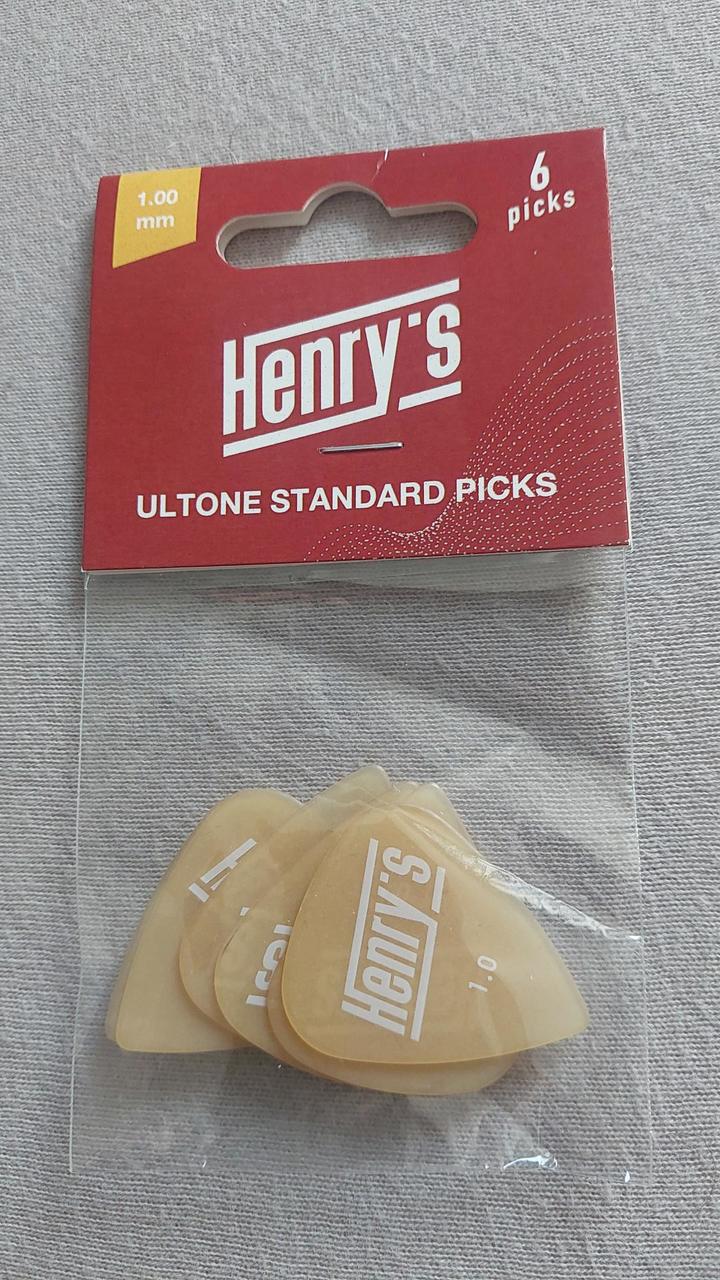 1.00
mm
6
picks
Henry's
ULTONE STANDARD PICKS
Henry's
1.0